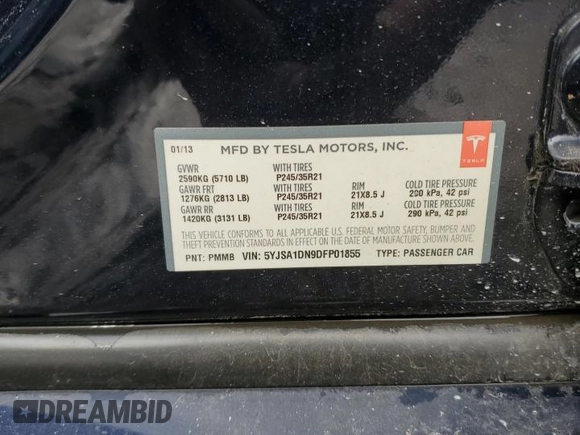 01/13 MFD BY TESLA MOTORS, INC.
TESLA
GVWR WITH TIRES
2590KG (5710 LB) P245/35R21
GAWR FRT WITH TIRES RIM COLD TIRE PRESSURE
1276KG (2813 LB) P245/35R21 21X8.5 J 290 kPa, 42 psi
GAWR RR WITH TIRES RIM COLD TIRE PRESSURE
1420KG (3131 LB) P245/35R21 21X8.5 J 290 kPa, 42 psi
THIS VEHICLE CONFORMS TO ALL APPLICABLE U.S. FEDERAL MOTOR SAFETY, BUMPER AND
THEFT PREVENTION STANDARDS IN EFFECT ON THE DATE OF MANUFACTURE SHOWN ABOVE.
PNT: PMMB VIN: 5YJSA1DN9DFP01855 TYPE: PASSENGER CAR
DREAMBID